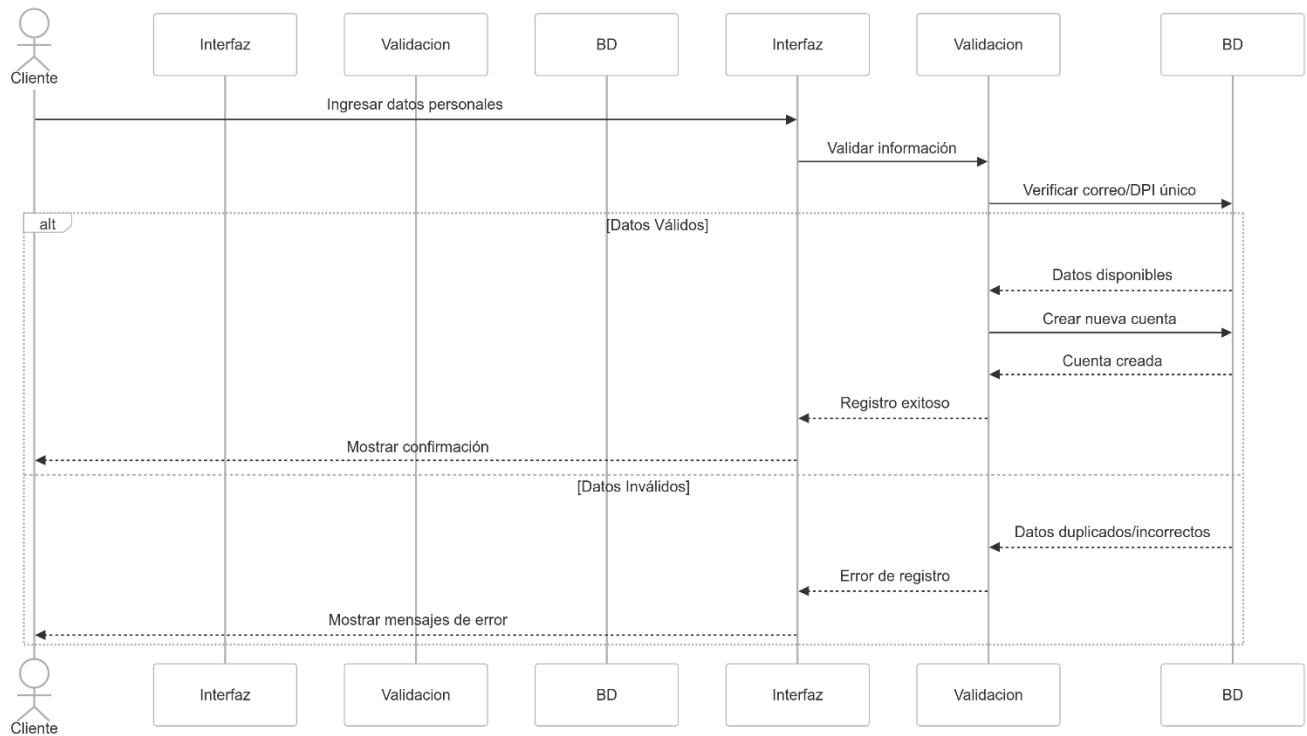 Cliente
Interfaz
Validacion
BD
Interfaz
Validacion
BD
Ingresar datos personales
Validar información
Verificar correo/DPI único
alt
[Datos Válidos]
Datos disponibles
Crear nueva cuenta
Cuenta creada
Registro exitoso
Mostrar confirmación
[Datos Inválidos]
Datos duplicados/incorrectos
Error de registro
Mostrar mensajes de error
Cliente
Interfaz
Validacion
BD
Interfaz
Validacion
BD